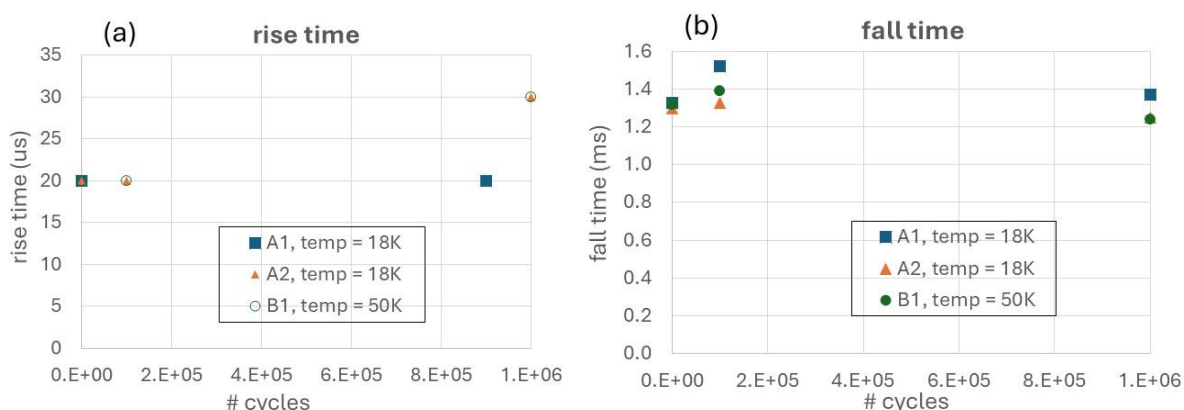 (a)
rise time
35
30
25
20
15
10
5
0
rise time (us)
A1, temp = 18K
A2, temp = 18K
B1, temp = 50K
0.E+00 2.E+05 4.E+05 6.E+05 8.E+05 1.E+06
# cycles
(b)
fall time
1.6
1.4
1.2
1.0
0.8
0.6
0.4
0.2
0.0
fall time (ms)
A1, temp = 18K
A2, temp = 18K
B1, temp = 50K
0.E+00 2.E+05 4.E+05 6.E+05 8.E+05 1.E+06
# cycles